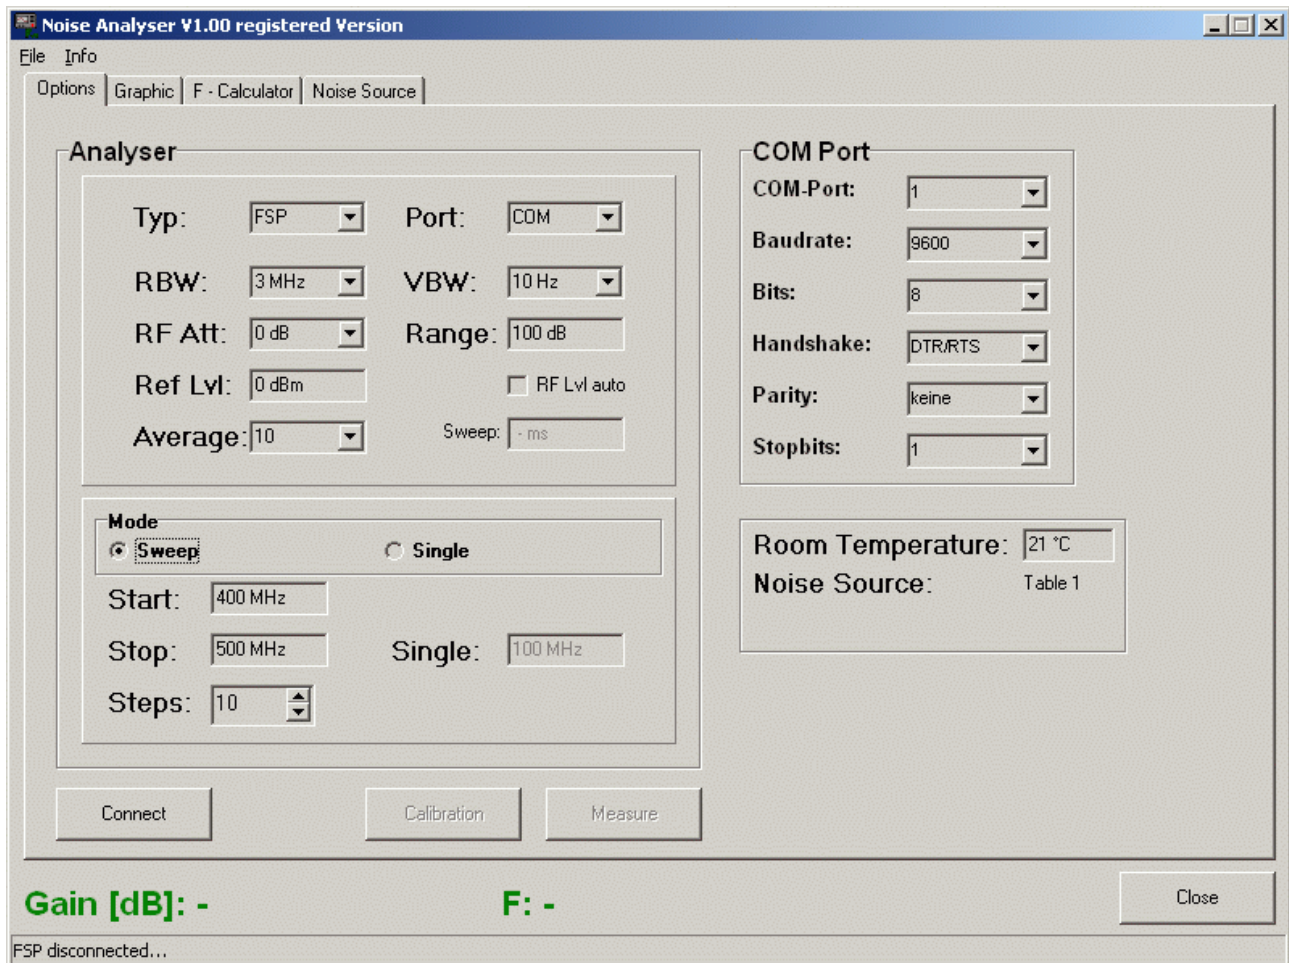 Noise Analyser V1.00 registered Version
File Info
Options Graphic F - Calculator Noise Source
Analyser
Typ: FSP Port: COM
RBW: 3 MHz VBW: 10 Hz
RF Att: 0 dB Range: 100 dB
Ref Lvl: 0 dBm RF Lvl auto
Average: 10 Sweep: - ms
Mode
Sweep Single
Start: 400 MHz
Stop: 500 MHz Single: 100 MHz
Steps: 10
COM Port
COM-Port: 1
Baudrate: 9600
Bits: 8
Handshake: DTR/RTS
Parity: keine
Stopbits: 1
Room Temperature: 21 °C
Noise Source: Table 1
Connect Calibration Measure
Gain [dB]: - F: - Close
FSP disconnected...